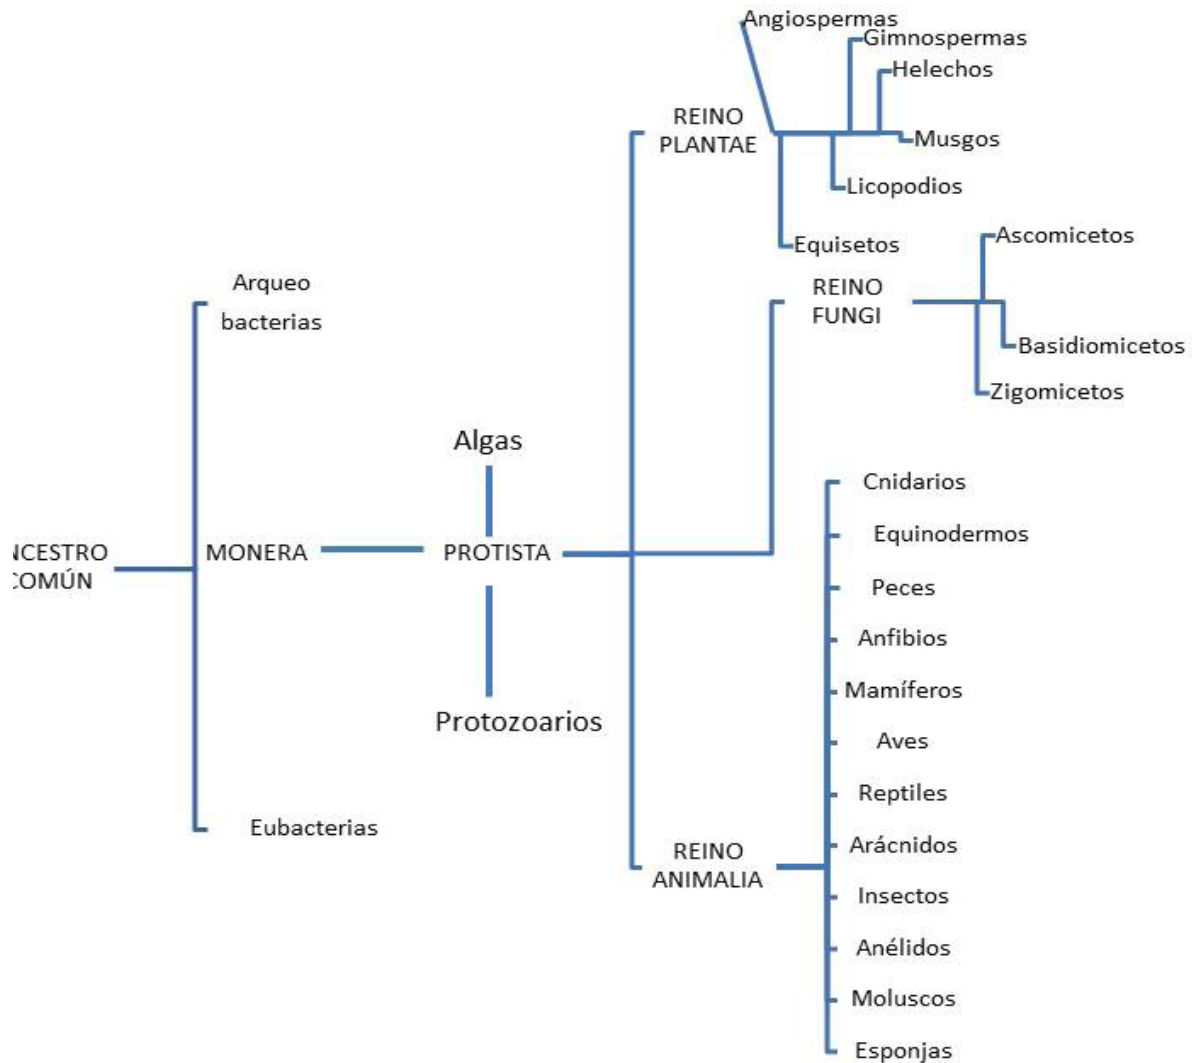 Angiospermas
Gimnospermas
Helechos
REINO
PLANTAE
Musgos
Licopodios
Equisetos
Ascomicetos
REINO
FUNGI
Basidiomicetos
Zigomicetos
Arqueo
bacterias
Algas
NCESTRO
COMÚN
MONERA
PROTISTA
Protozoarios
Eubacterias
REINO
ANIMALIA
Cnidarios
Equinodermos
Peces
Anfibios
Mamíferos
Aves
Reptiles
Arácnidos
Insectos
Anélidos
Moluscos
Esponjas